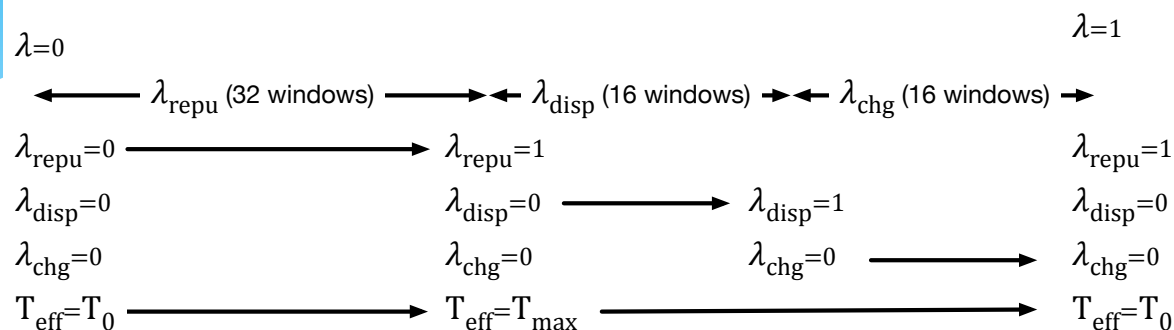 λ=0 λ=1
λrepu (32 windows) λdisp (16 windows) λchg (16 windows)
λrepu=0 λrepu=1 λrepu=1
λdisp=0 λdisp=0 λdisp=1 λdisp=0
λchg=0 λchg=0 λchg=0 λchg=0
Teff=T0 Teff=Tmax Teff=T0